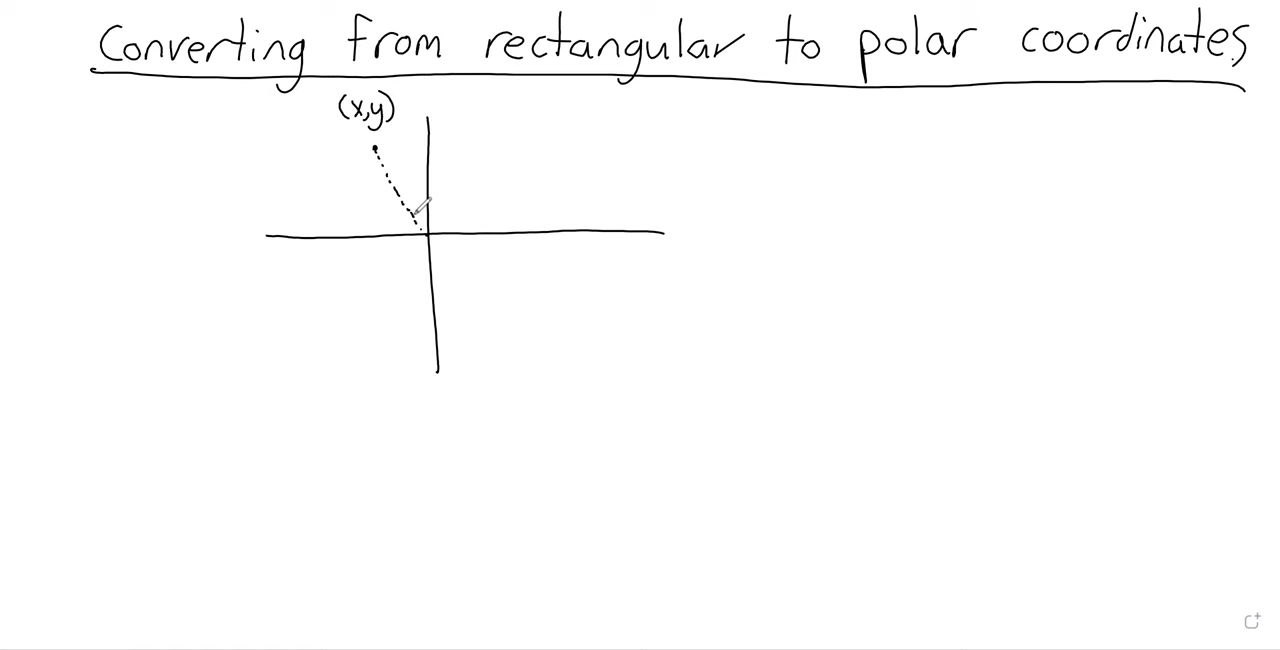 Converting from rectangular to polar coordinates
(x,y)